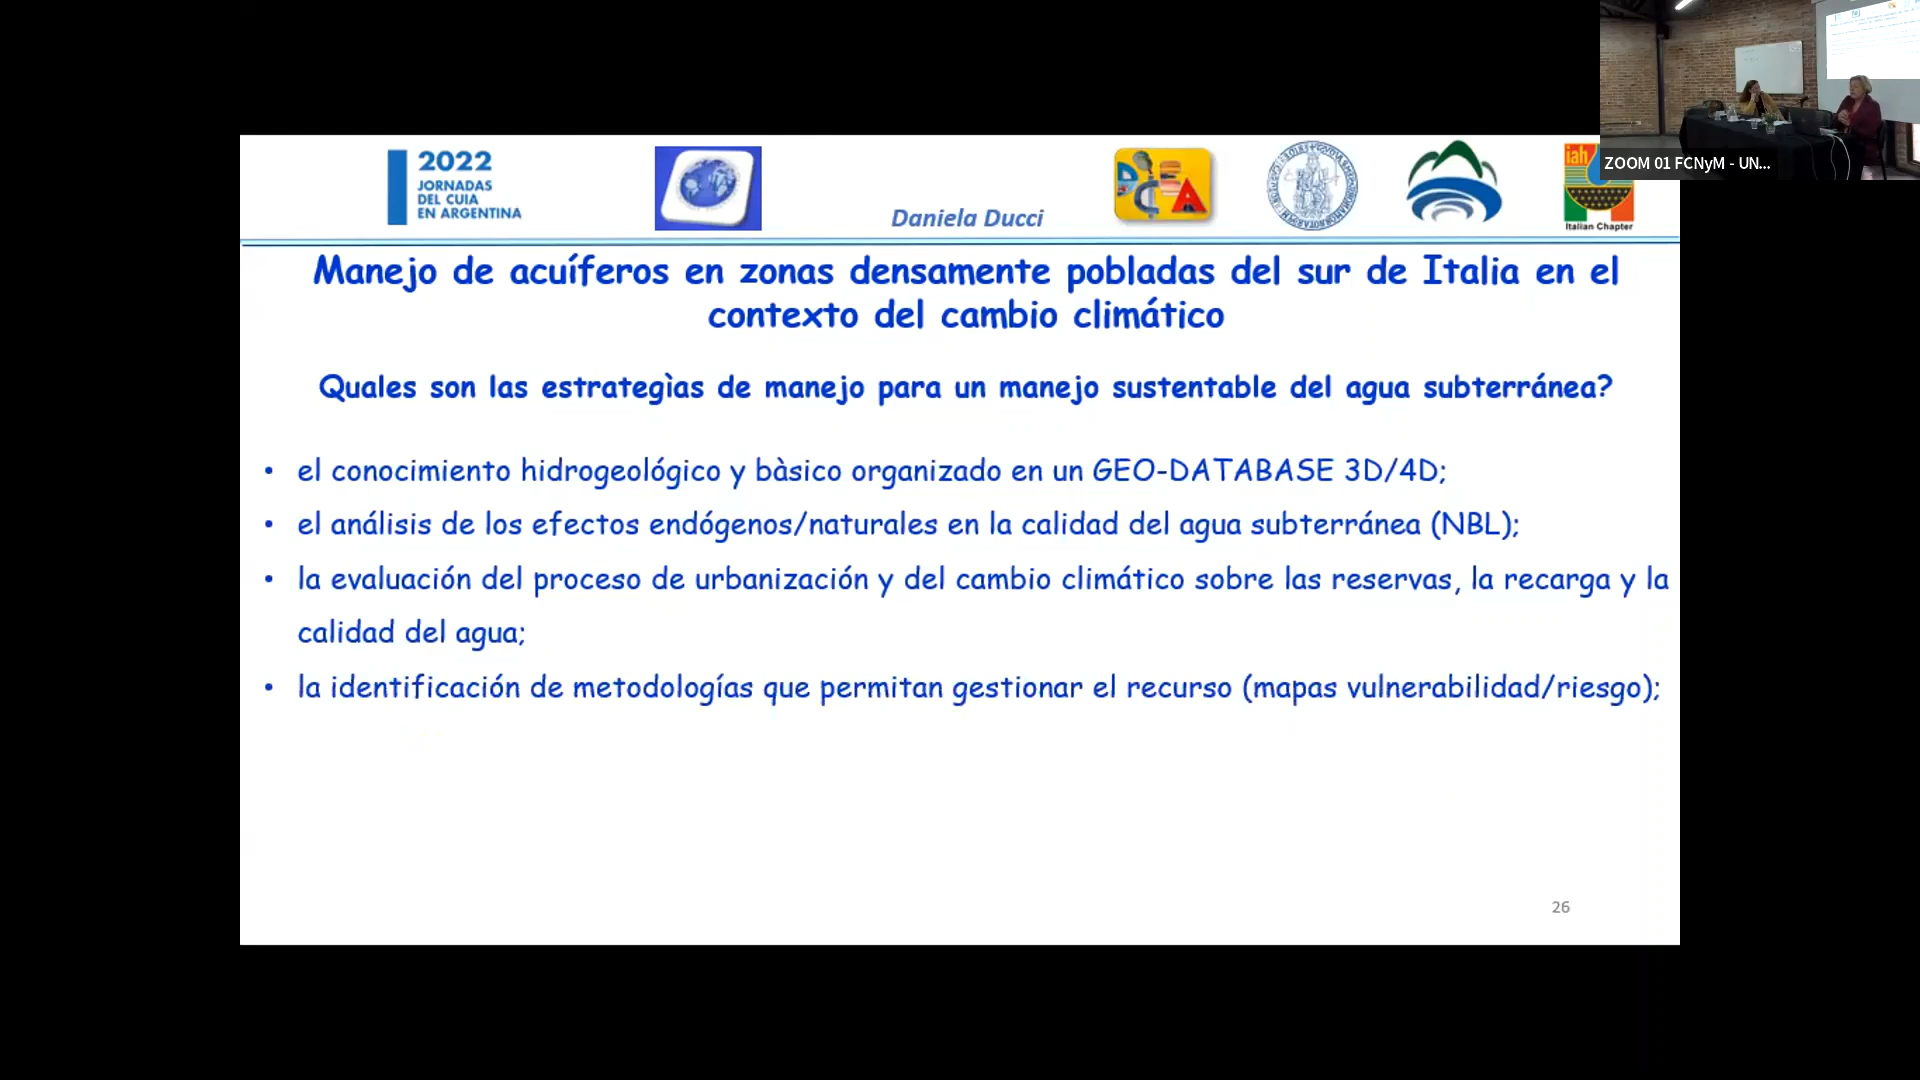 ZOOM 01 FCNyM - UN...
2022
JORNADAS
DEL CUIA
EN ARGENTINA
Daniela Ducci
iah
Italian Chapter
Manejo de acuíferos en zonas densamente pobladas del sur de Italia en el
contexto del cambio climático
Quales son las estrategìas de manejo para un manejo sustentable del agua subterránea?
• el conocimiento hidrogeológico y bàsico organizado en un GEO-DATABASE 3D/4D;
• el análisis de los efectos endógenos/naturales en la calidad del agua subterránea (NBL);
• la evaluación del proceso de urbanización y del cambio climático sobre las reservas, la recarga y la
calidad del agua;
• la identificación de metodologías que permitan gestionar el recurso (mapas vulnerabilidad/riesgo);
26